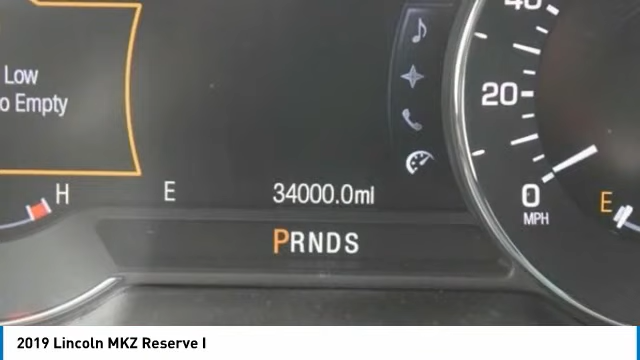 Low
o Empty
H
E
34000.0mi
PRNDS
40
20
0
MPH
E
2019 Lincoln MKZ Reserve I